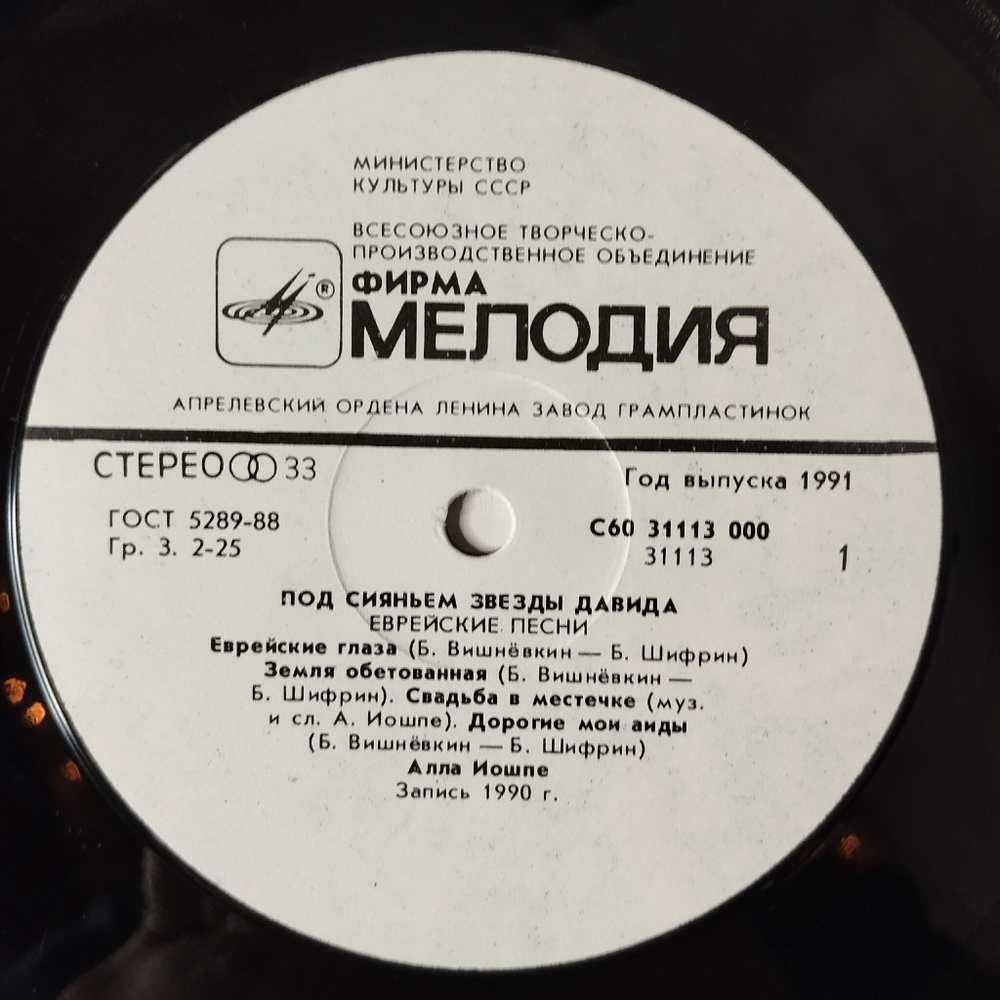 МИНИСТЕРСТВО
КУЛЬТУРЫ СССР
ВСЕСОЮЗНОЕ ТВОРЧЕСКО-
ПРОИЗВОДСТВЕННОЕ ОБЪЕДИНЕНИЕ
ФИРМА
®
МЕЛОДИЯ
АПРЕЛЕВСКИЙ ОРДЕНА ЛЕНИНА ЗАВОД ГРАМПЛАСТИНОК
СТЕРЕО 33
Год выпуска 1991
ГОСТ 5289-88
Гр. 3. 2-25
С60 31113 000
31113
1
ПОД СИЯНЬЕМ ЗВЕЗДЫ ДАВИДА
ЕВРЕЙСКИЕ ПЕСНИ
Еврейские глаза (Б. Вишнёвкин — Б. Шифрин)
Земля обетованная (Б. Вишнёвкин —
Б. Шифрин). Свадьба в местечке (муз.
и сл. А. Иошпе). Дорогие мои аиды
(Б. Вишнёвкин — Б. Шифрин)
Алла Иошпе
Запись 1990 г.